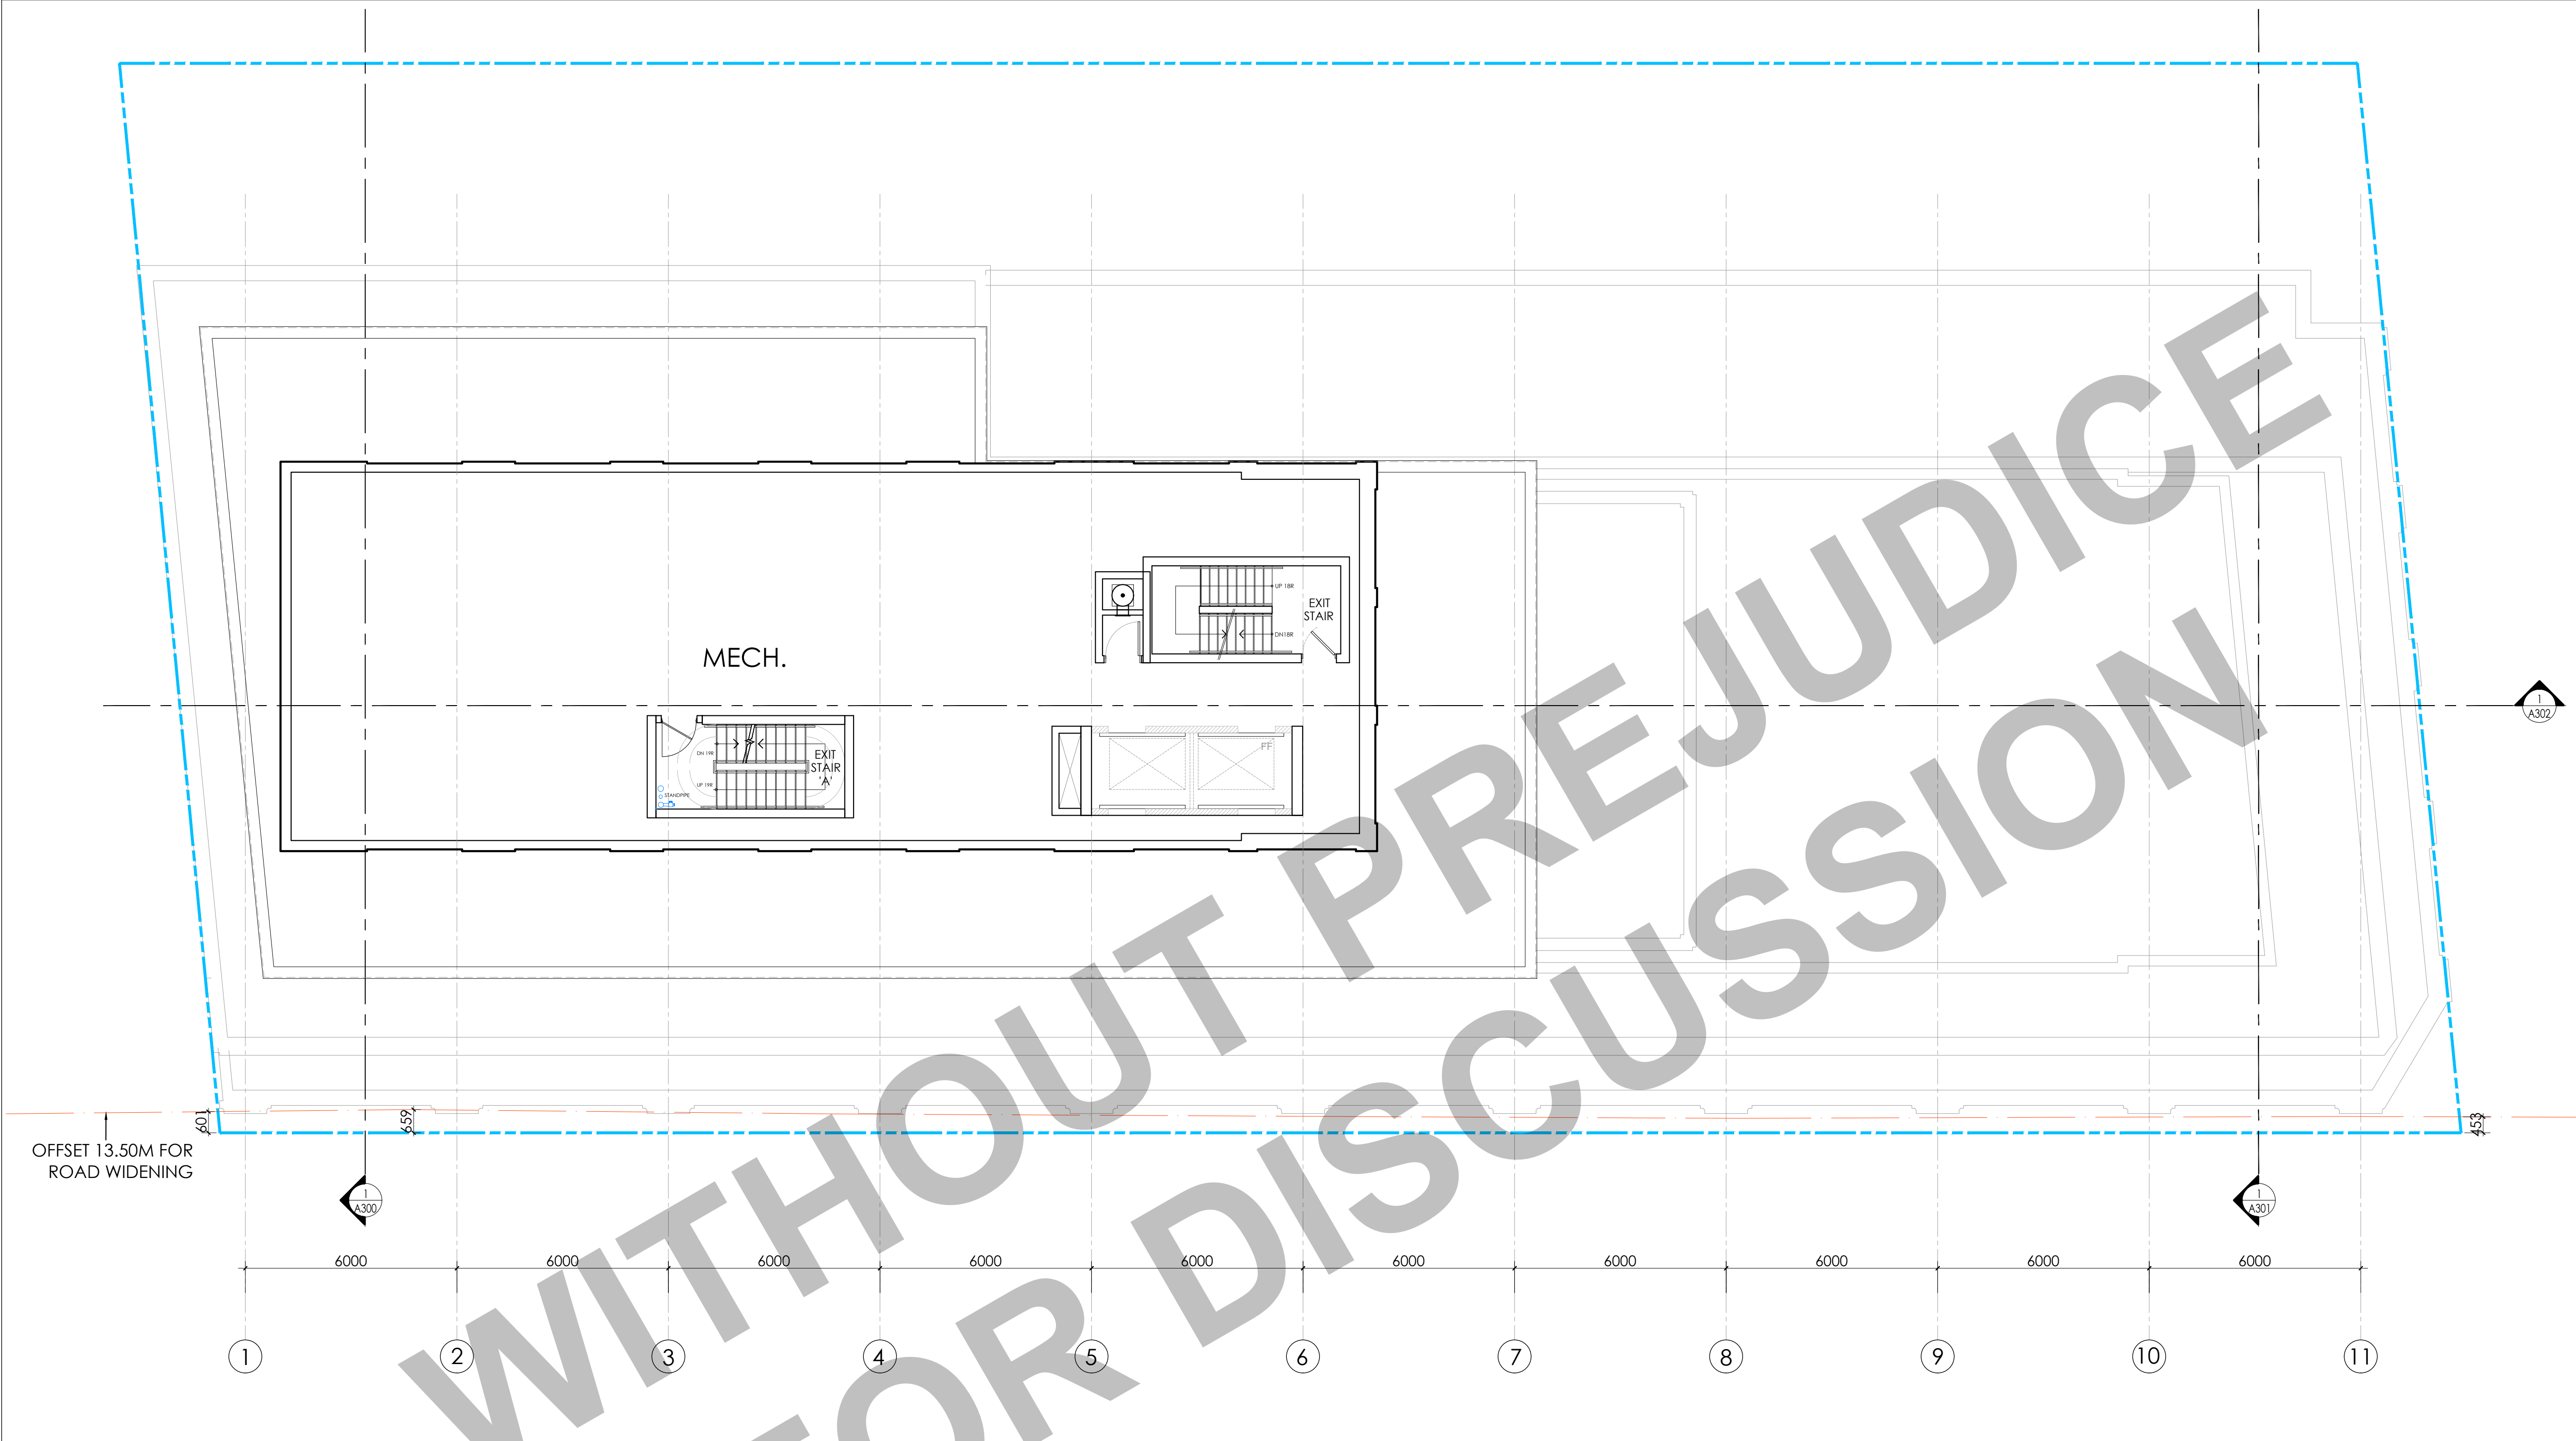 UP 18R
EXIT
STAIR
DN18R
MECH.
1
A302
DN 19R
EXIT
STAIR
'A'
UP 19R
STANDPIPE
FF
601
659
453
OFFSET 13.50M FOR
ROAD WIDENING
1
A300
1
A301
6000 6000 6000 6000 6000 6000 6000 6000 6000 6000
1 2 3 4 5 6 7 8 9 10 11
WITHOUT PREJUDICE
FOR DISCUSSION